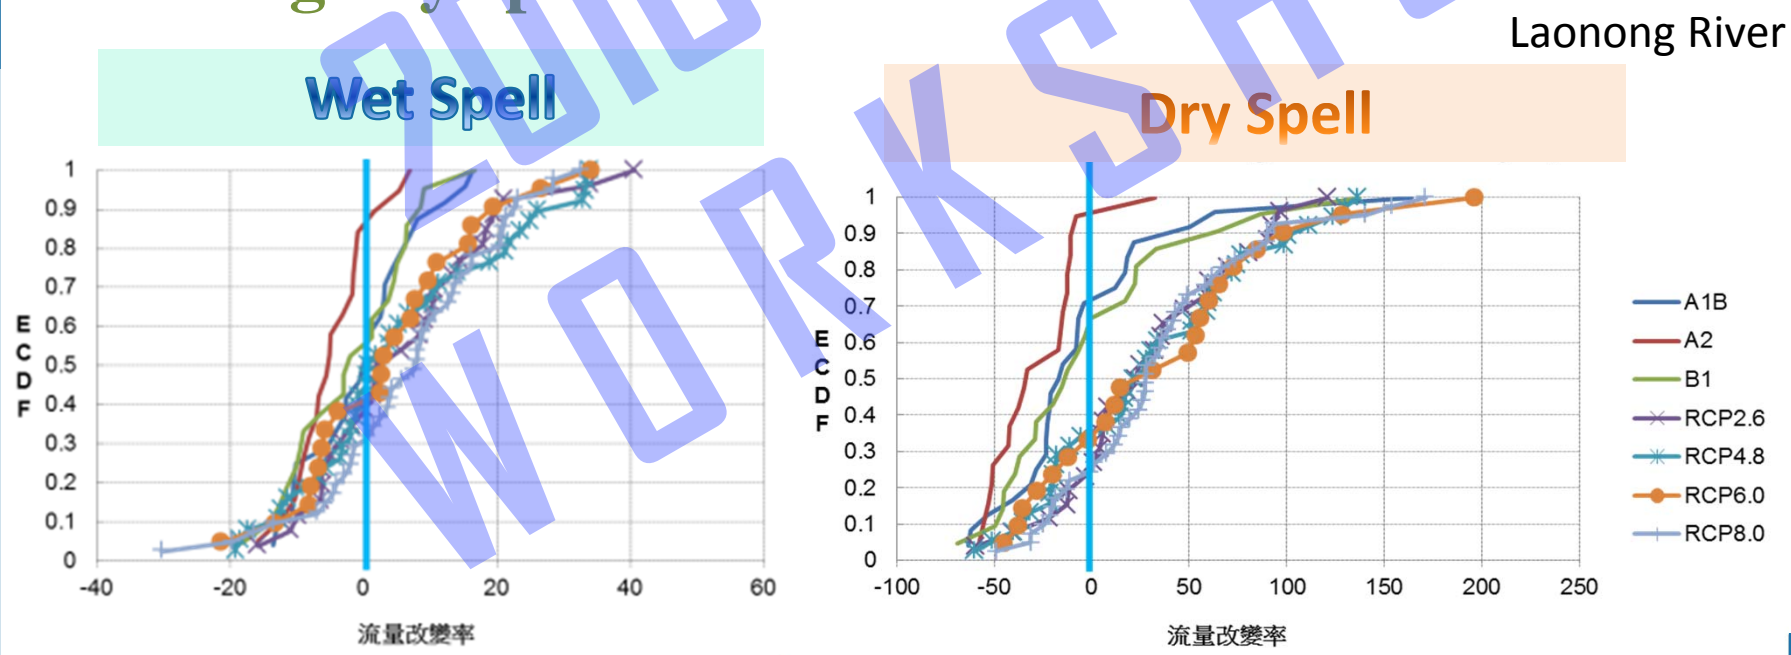 Laonong River
Wet Spell
Dry Spell
1
0.9
0.8
0.7
0.6
0.5
0.4
0.3
0.2
0.1
0
-40
-20
0
20
40
60
ECDF
流量改變率
1
0.9
0.8
0.7
0.6
0.5
0.4
0.3
0.2
0.1
0
-100
-50
0
50
100
150
200
250
ECDF
流量改變率
A1B
A2
B1
RCP2.6
RCP4.8
RCP6.0
RCP8.0
WORKSH